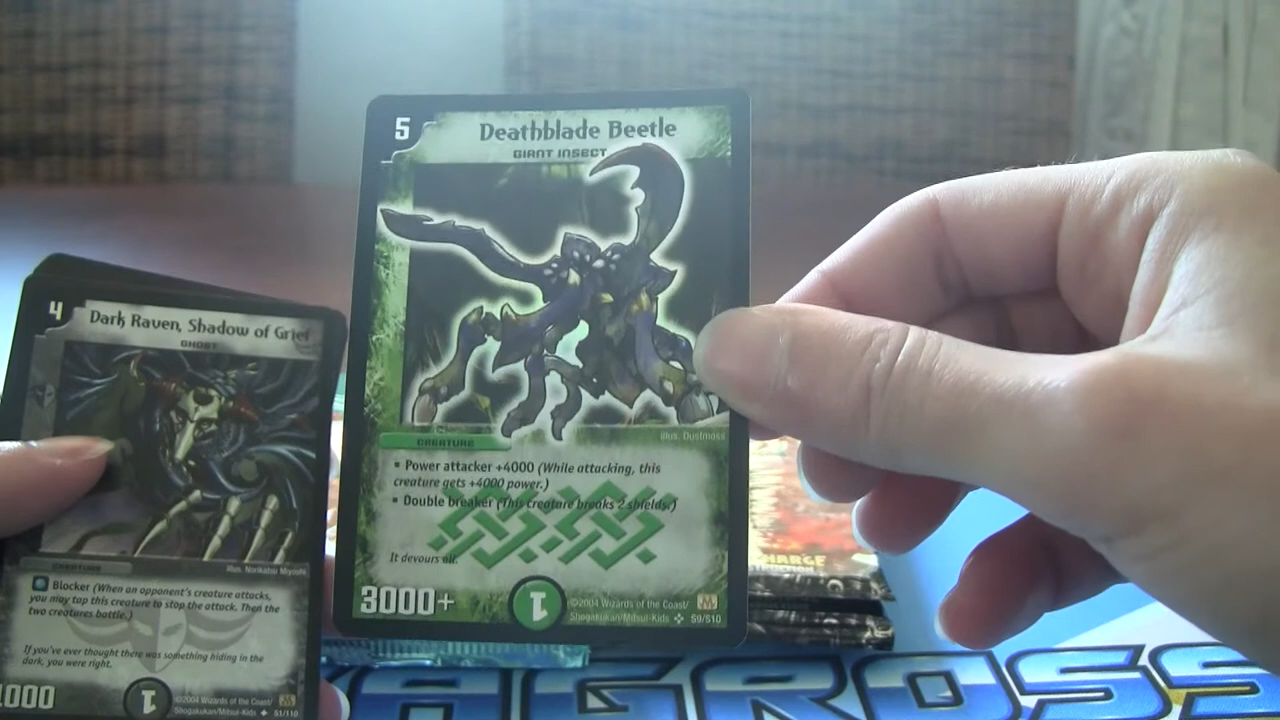 5
Deathblade Beetle
GIANT INSECT
Illus. Dustmoss
CREATURE
▪ Power attacker +4000 (While attacking, this
creature gets +4000 power.)
▪ Double breaker (This creature breaks 2 shields.)
It devours all.
3000+
1
©2004 Wizards of the Coast/
Shogakukan/Mitsui-Kids S9/S10
4
Dark Raven, Shadow of Grief
GHOST
Illus. Norikatsu Miyoshi
CREATURE
Blocker (When an opponent's creature attacks,
you may tap this creature to stop the attack. Then the
two creatures battle.)
If you've ever thought there was something hiding in the
dark, you were right.
1000
1
©2004 Wizards of the Coast/
Shogakukan/Mitsui-Kids 51/110
CHARGE
AGROSS